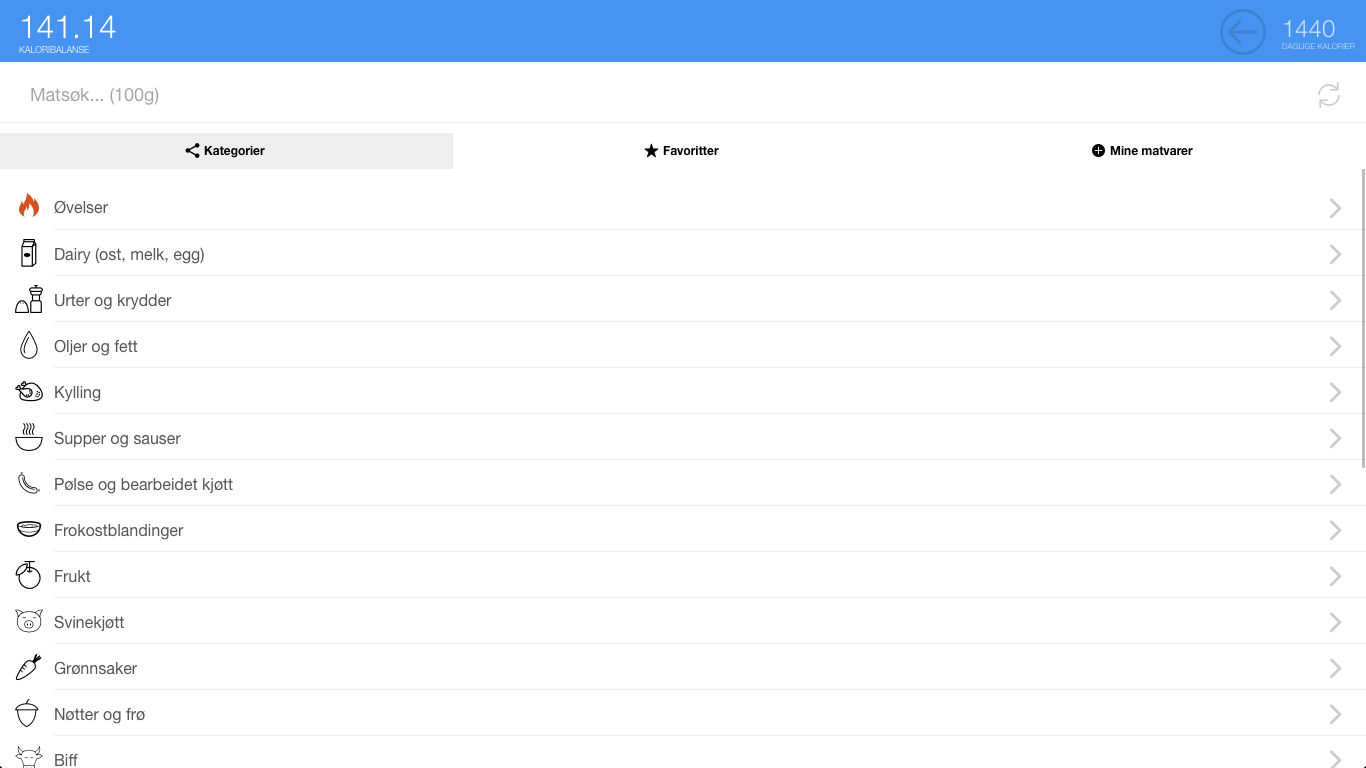 141.14
KALORIBALANSE
1440
DAGLIGE KALORIER
Matsøk... (100g)
Kategorier
Favoritter
Mine matvarer
Øvelser
Dairy (ost, melk, egg)
Urter og krydder
Oljer og fett
Kylling
Supper og sauser
Pølse og bearbeidet kjøtt
Frokostblandinger
Frukt
Svinekjøtt
Grønnsaker
Nøtter og frø
Biff